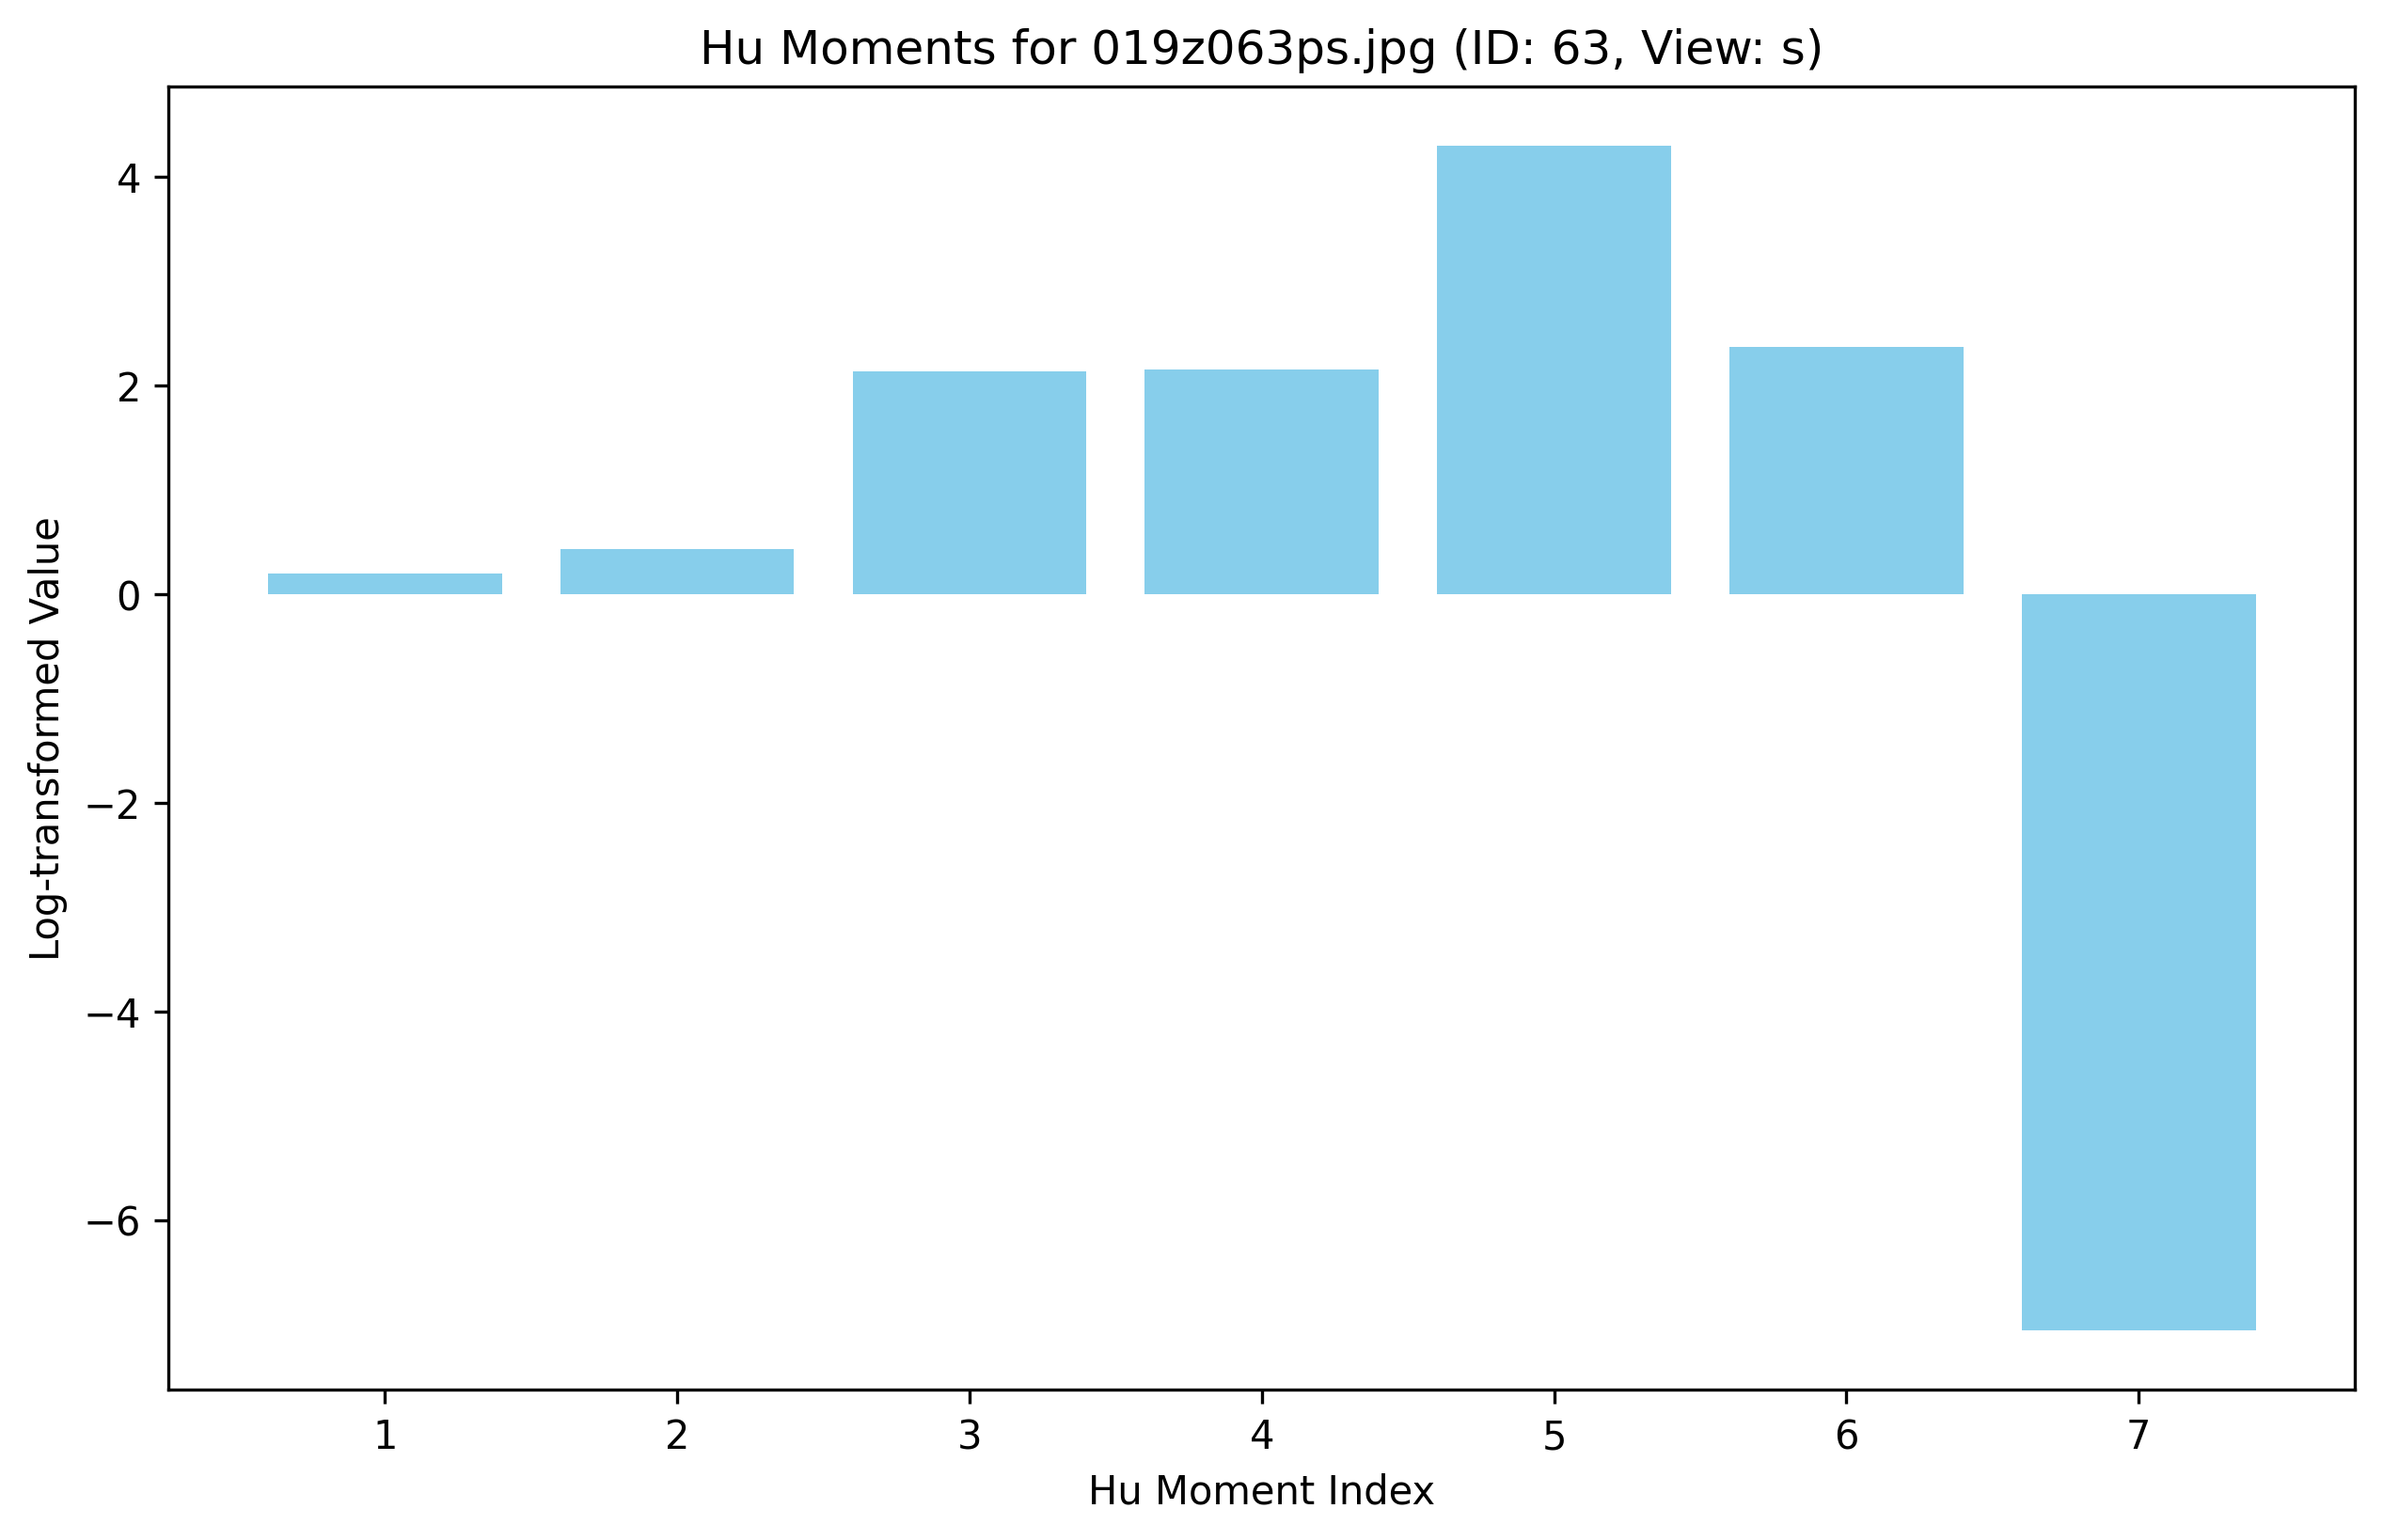 Hu Moments for 019z063ps.jpg (ID: 63, View: s)
Log-transformed Value
4
2
0
−2
−4
−6
1 2 3 4 5 6 7
Hu Moment Index